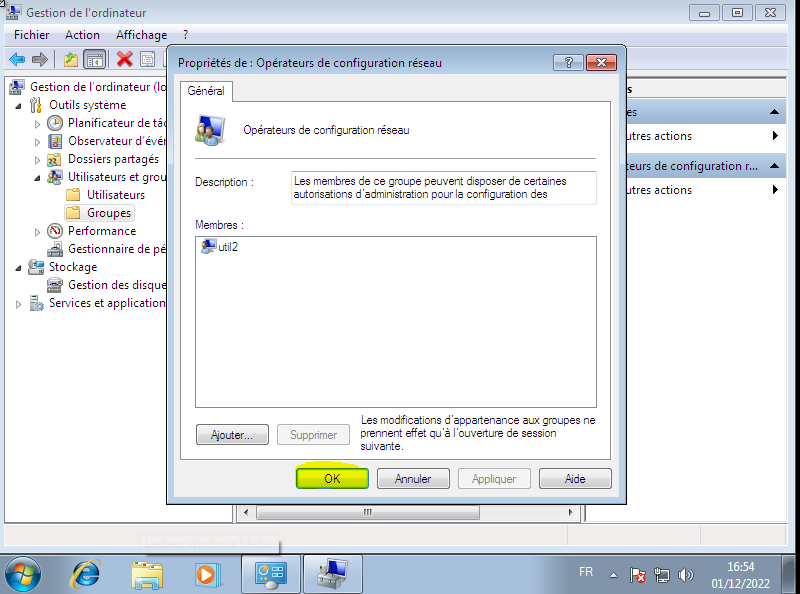 Gestion de l'ordinateur
Fichier Action Affichage ?
Gestion de l'ordinateur (lo
Outils système
Planificateur de tâc
Observateur d'évér
Dossiers partagés
Utilisateurs et grou
Utilisateurs
Groupes
Performance
Gestionnaire de pé
Stockage
Gestion des disque
Services et application
Propriétés de : Opérateurs de configuration réseau
?
Général
Opérateurs de configuration réseau
Description :
Les membres de ce groupe peuvent disposer de certaines
autorisations d'administration pour la configuration des
Membres :
util2
Ajouter...
Supprimer
Les modifications d'appartenance aux groupes ne
prennent effet qu'à l'ouverture de session
suivante.
OK
Annuler
Appliquer
Aide
s
es
utres actions
teurs de configuration r...
utres actions
FR
16:54
01/12/2022